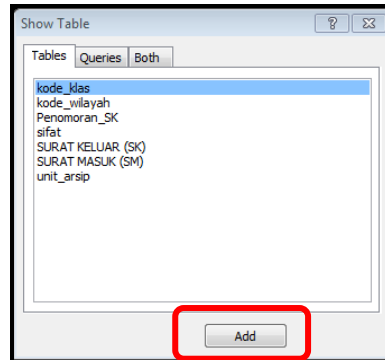 Show Table
Tables Queries Both
kode_klas
kode_wilayah
Penomoran_SK
sifat
SURAT KELUAR (SK)
SURAT MASUK (SM)
unit_arsip
Add